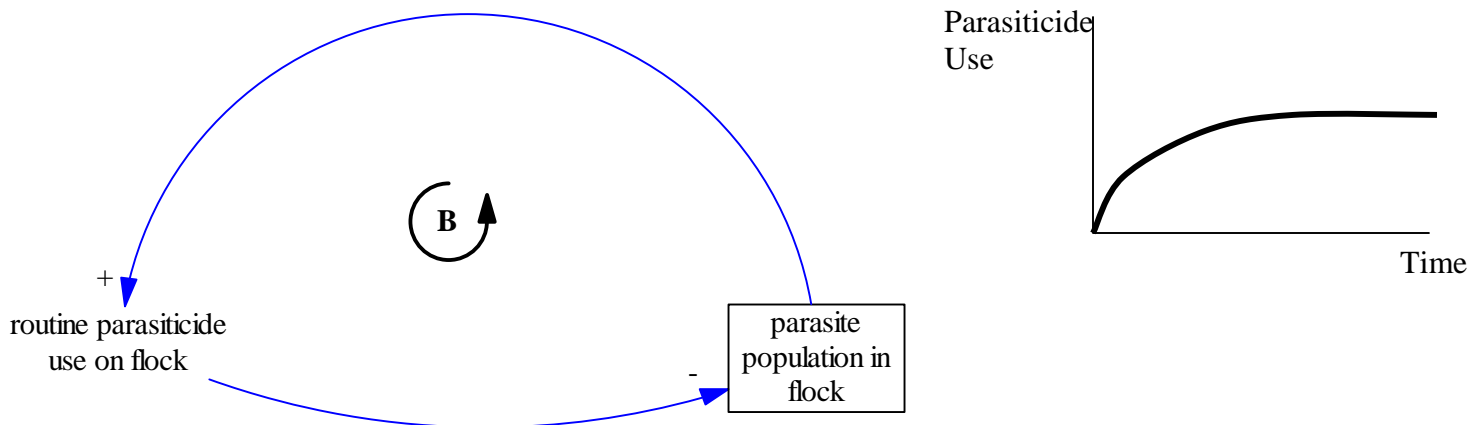 Parasiticide
Use
B
+
routine parasiticide
use on flock
-
parasite
population in
flock
Time